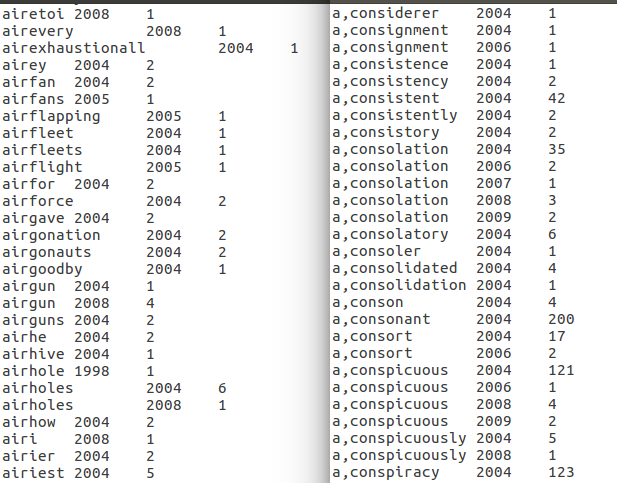 airetoi 2008 1
airevery 2008 1
airexhaustionall 2004 1
airey 2004 2
airfan 2004 2
airfans 2005 1
airflapping 2005 1
airfleet 2004 1
airfleets 2004 1
airflight 2005 1
airfor 2004 2
airforce 2004 2
airgave 2004 2
airgonation 2004 2
airgonauts 2004 2
airgoodby 2004 1
airgun 2004 1
airgun 2008 4
airguns 2004 2
airhe 2004 2
airhive 2004 1
airhole 1998 1
airholes 2004 6
airholes 2008 1
airhow 2004 2
airi 2008 1
airier 2004 2
airiest 2004 5
a,considerer 2004 1
a,consignment 2004 1
a,consignment 2006 1
a,consistence 2004 1
a,consistency 2004 2
a,consistent 2004 42
a,consistently 2004 2
a,consistory 2004 2
a,consolation 2004 35
a,consolation 2006 2
a,consolation 2007 1
a,consolation 2008 3
a,consolation 2009 2
a,consolatory 2004 6
a,consoler 2004 1
a,consolidated 2004 4
a,consolidation 2004 1
a,conson 2004 4
a,consonant 2004 200
a,consort 2004 17
a,consort 2006 2
a,conspicuous 2004 121
a,conspicuous 2006 1
a,conspicuous 2008 4
a,conspicuous 2009 2
a,conspicuously 2004 5
a,conspicuously 2008 1
a,conspiracy 2004 123